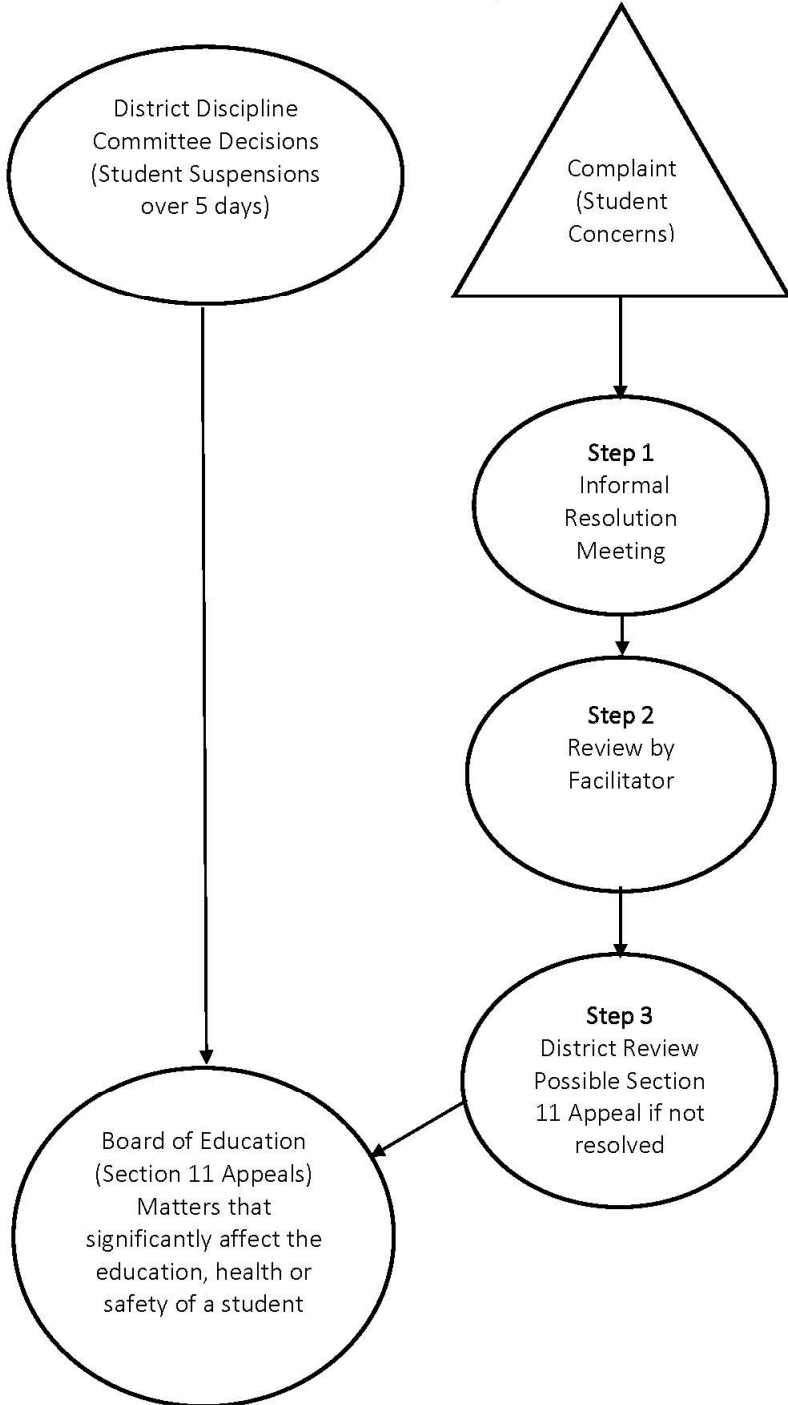 District Discipline
Committee Decisions
(Student Suspensions
over 5 days)
Complaint
(Student
Concerns)
Step 1
Informal
Resolution
Meeting
Step 2
Review by
Facilitator
Step 3
District Review
Possible Section
11 Appeal if not
resolved
Board of Education
(Section 11 Appeals)
Matters that
significantly affect the
education, health or
safety of a student